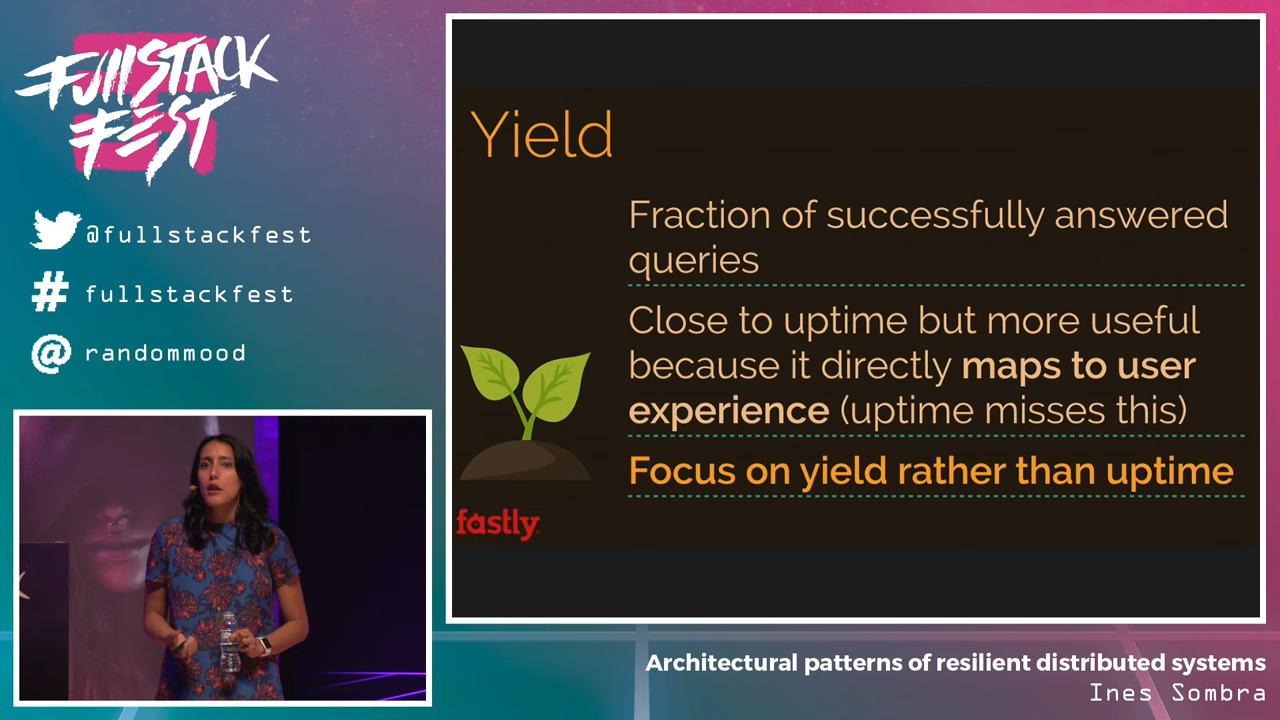 FullStack
Fest
@fullstackfest
# fullstackfest
@ randommood
Yield
Fraction of successfully answered
queries
Close to uptime but more useful
because it directly maps to user
experience (uptime misses this)
Focus on yield rather than uptime
fastly
Architectural patterns of resilient distributed systems
Ines Sombra